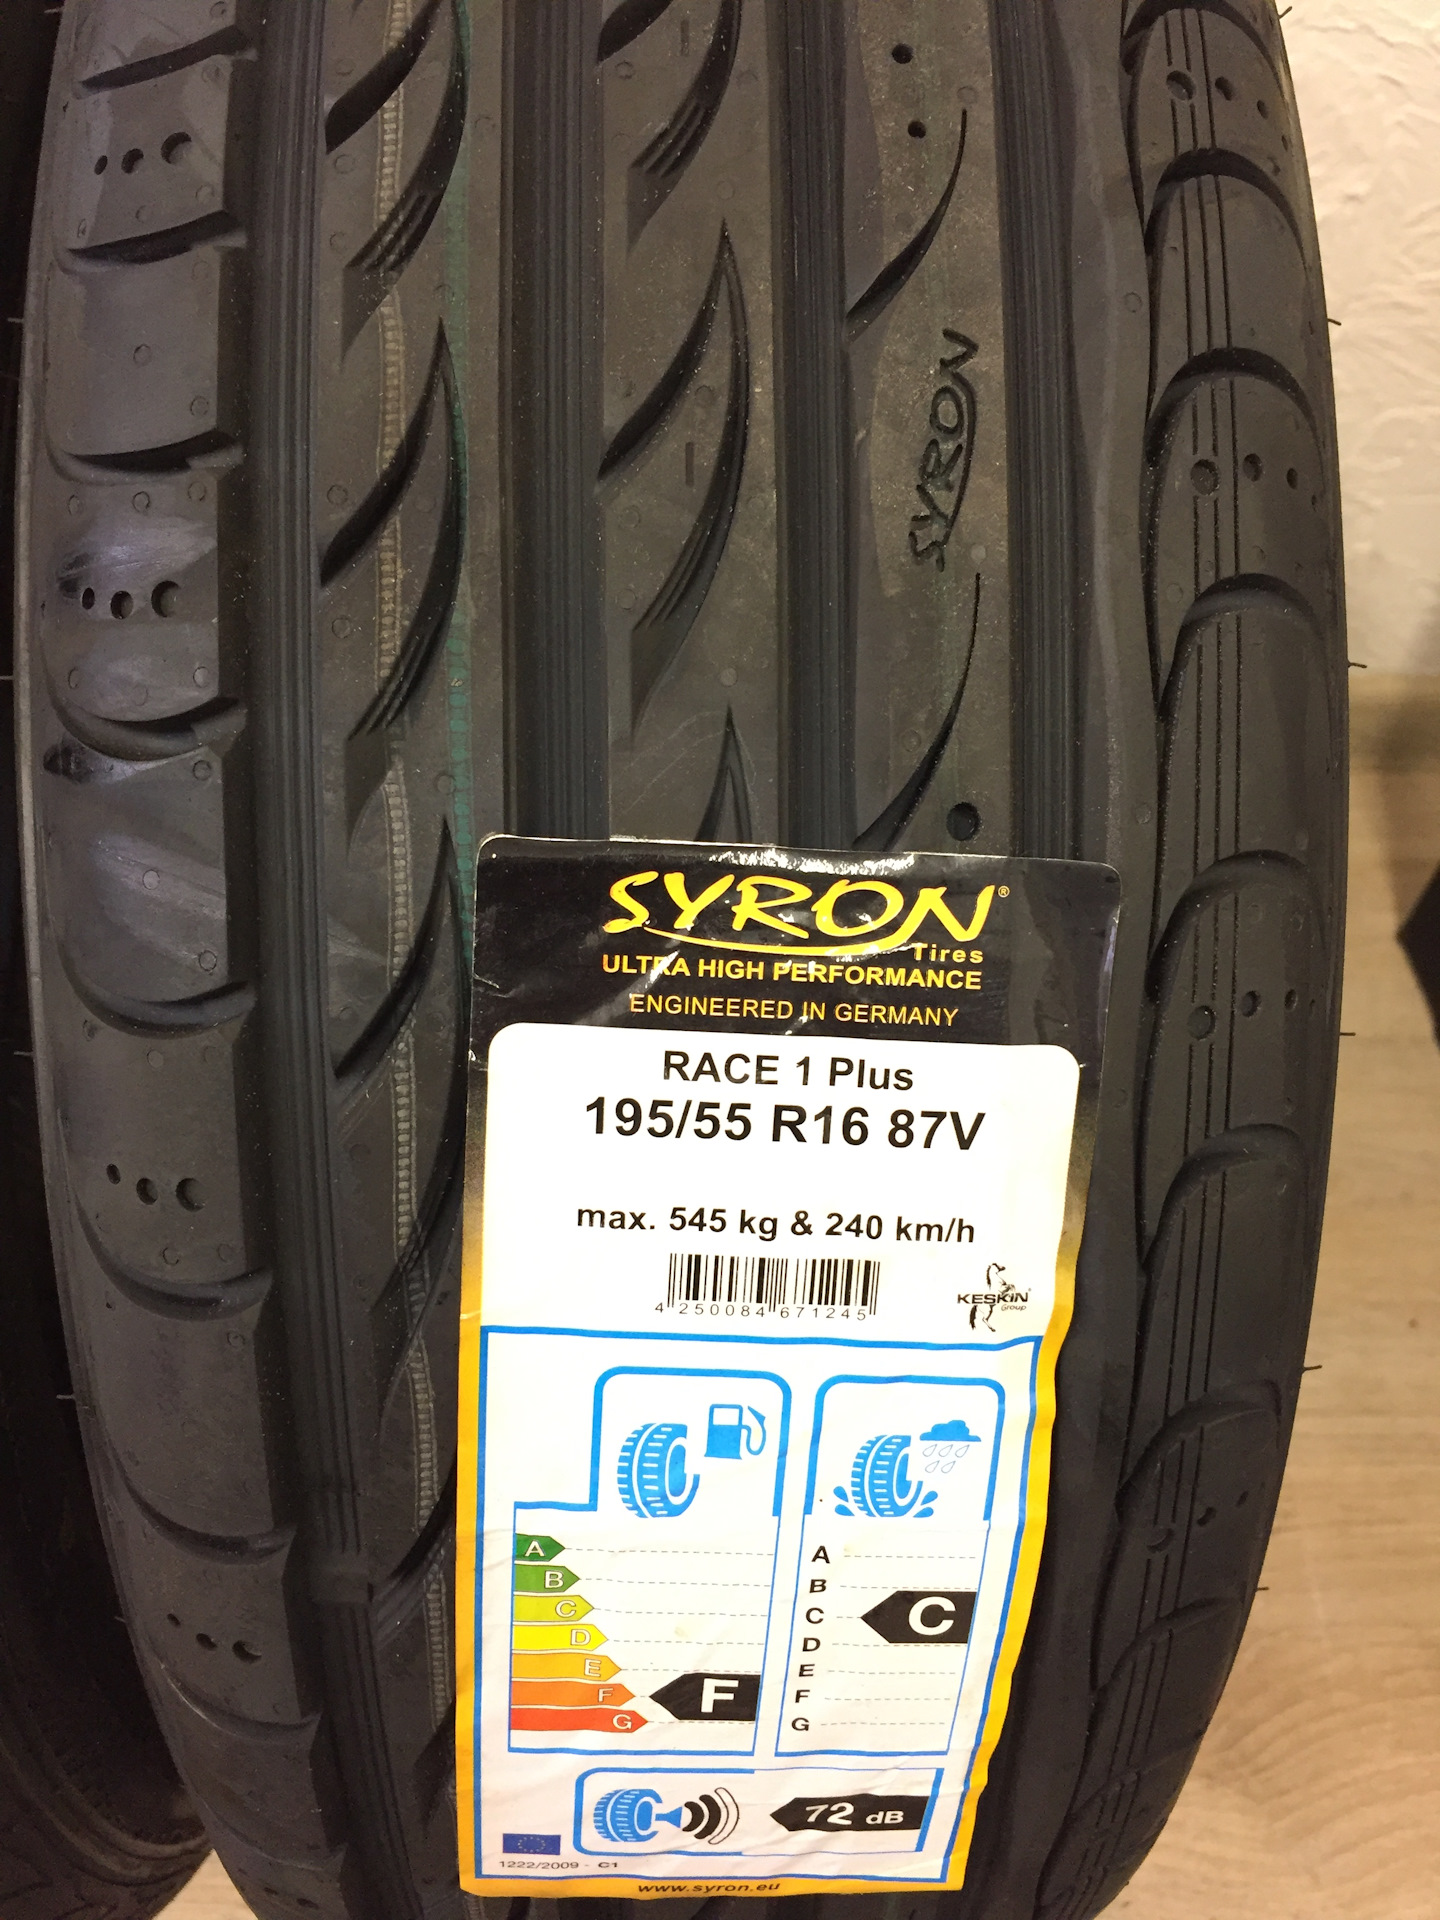 SYRON
SYRON®
Tires
ULTRA HIGH PERFORMANCE
ENGINEERED IN GERMANY
RACE 1 Plus
195/55 R16 87V
max. 545 kg & 240 km/h
4 250084 671245
KESKIN
Group
A
B
C
D
E
F
G
F
A
B
C
D
E
F
G
C
72 dB
1222/2009 - C1
www.syron.eu